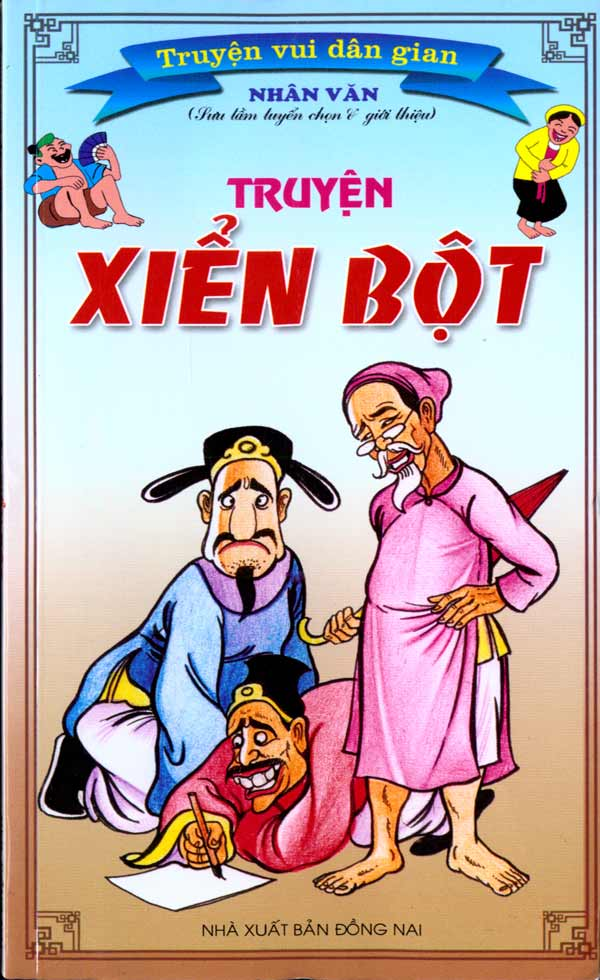 Truyện vui dân gian
NHÂN VĂN
(Sưu tầm tuyển chọn & giới thiệu)
TRUYỆN
XIỂN BỘT
NHÀ XUẤT BẢN ĐỒNG NAI